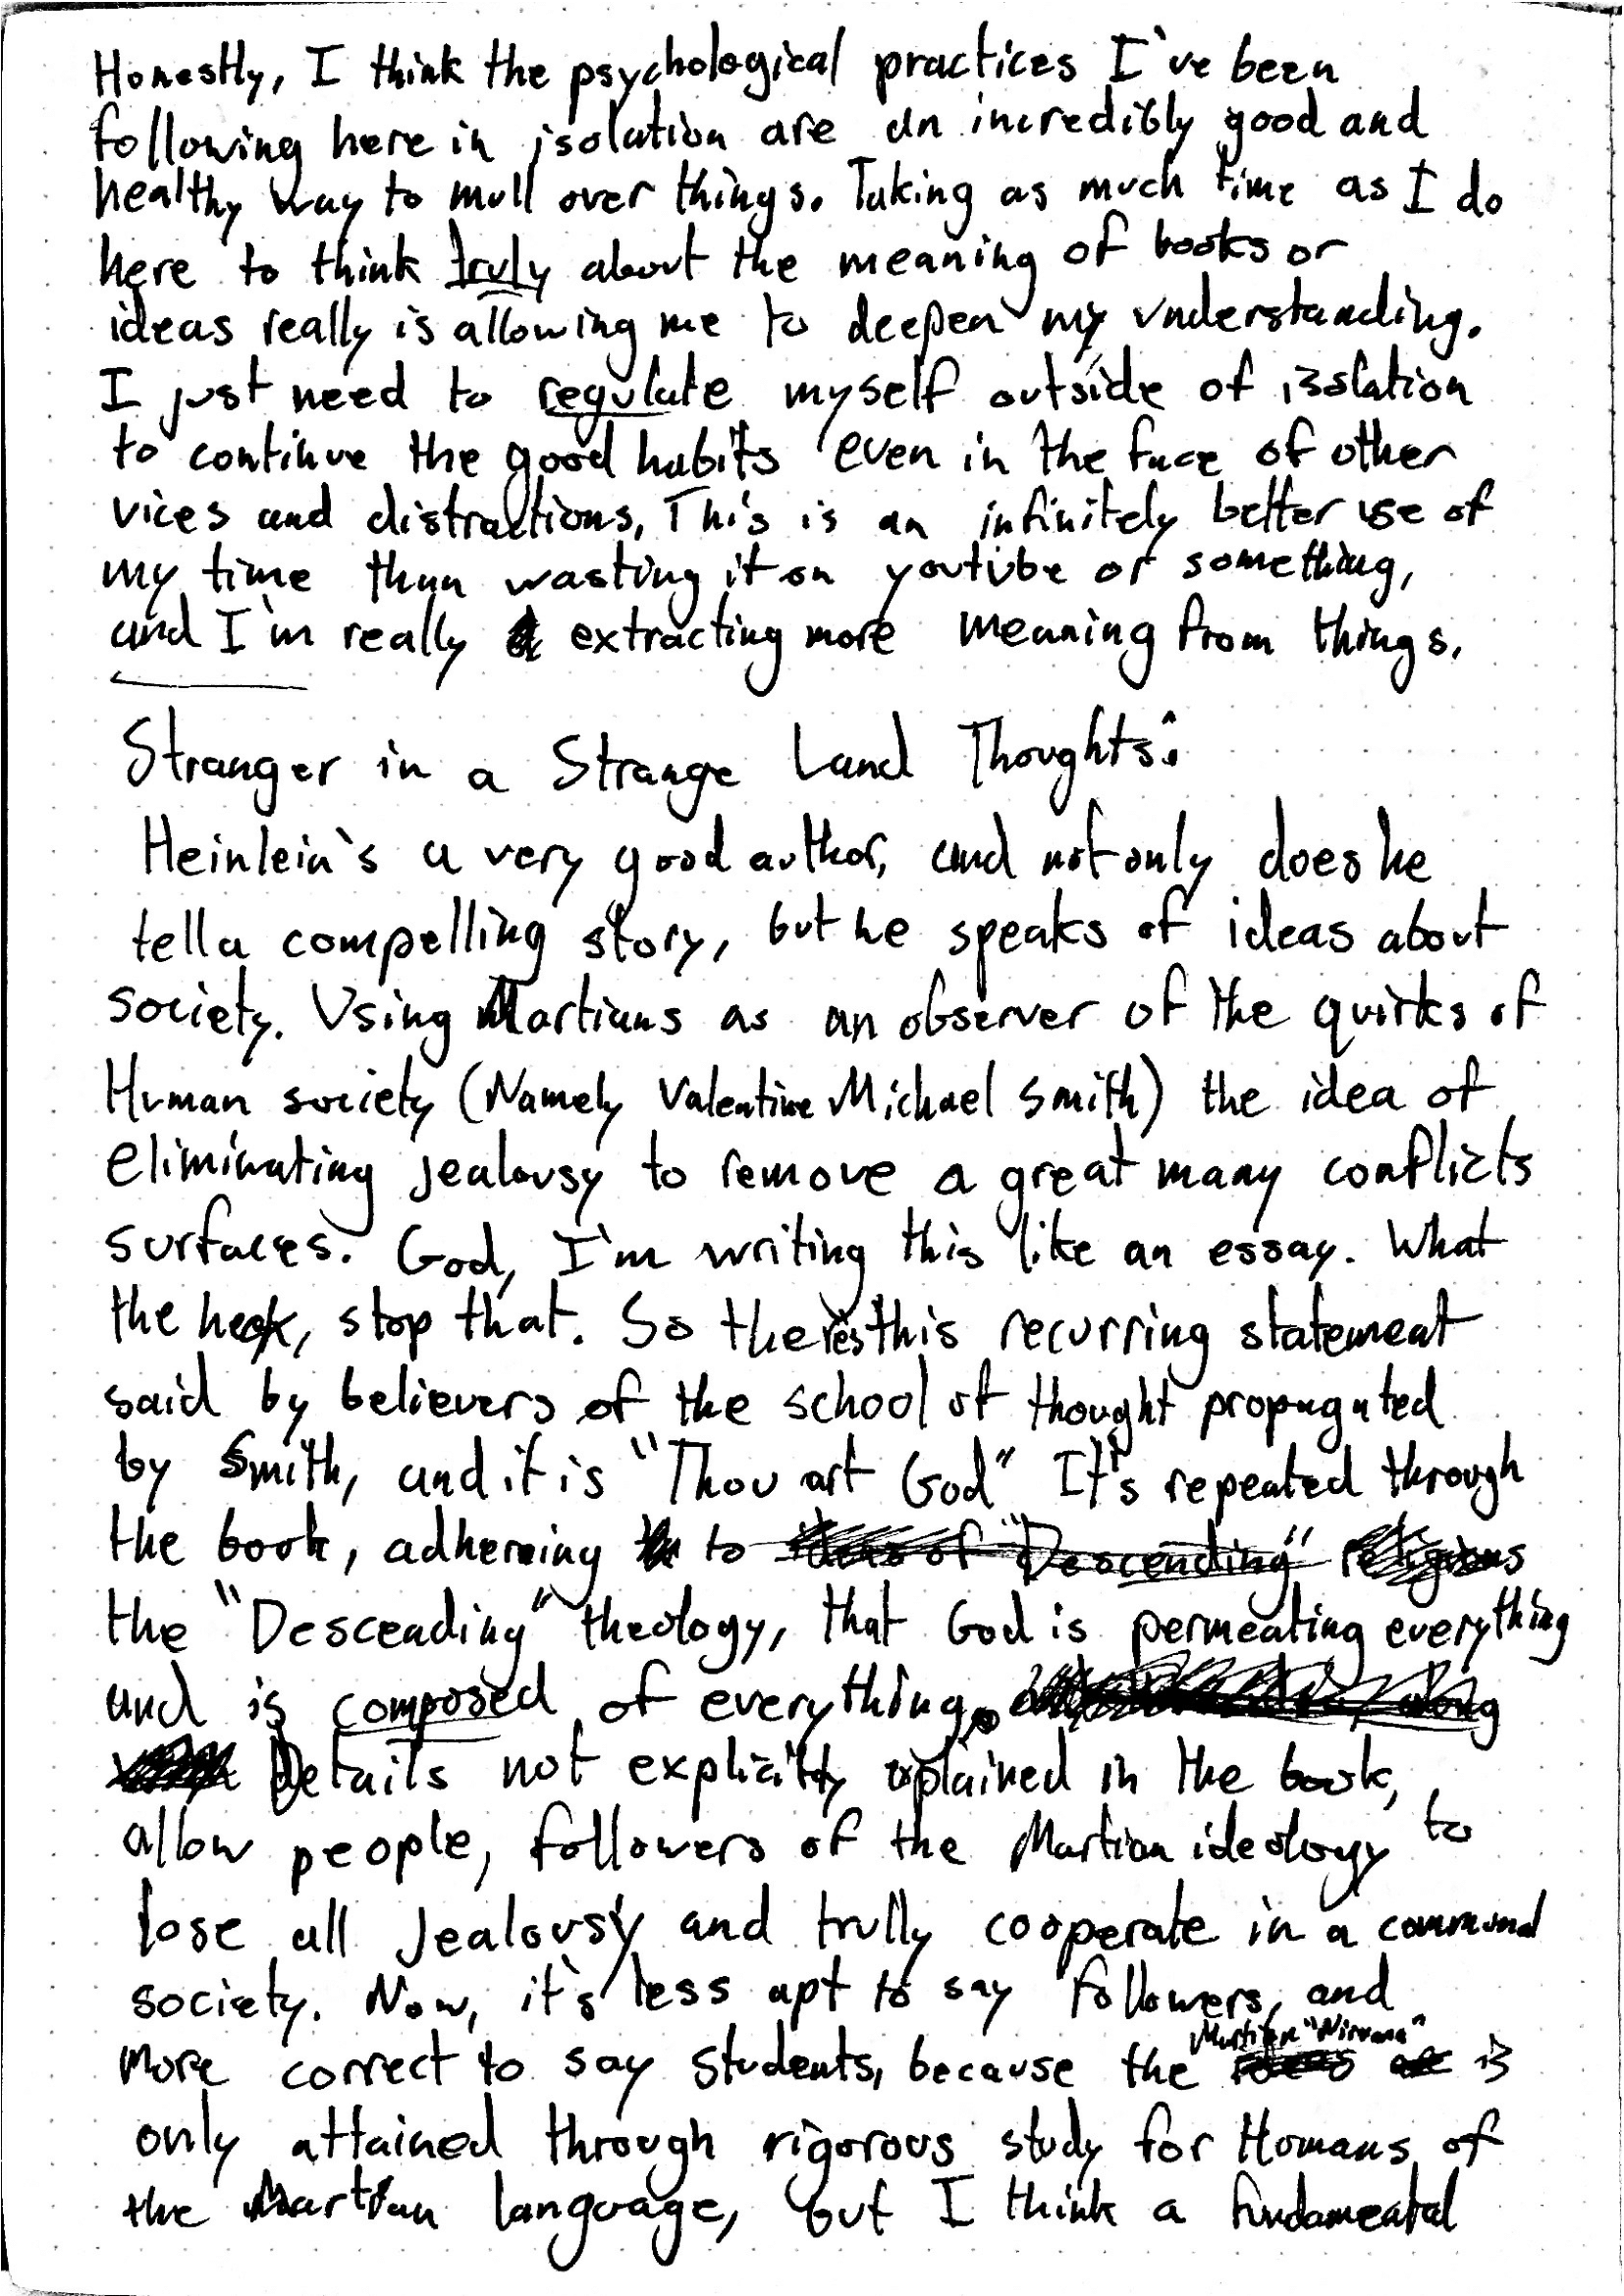 Honestly, I think the psychological practices I've been
following here in isolation are an incredibly good and
healthy way to mull over things. Taking as much time as I do
here to think truly about the meaning of books or
ideas really is allowing me to deepen my understanding.
I just need to regulate myself outside of isolation
to continue the good habits even in the face of other
vices and distractions, This is an infinitely better use of
my time than wasting it on youtube or something,
and I'm really extracting more meaning from things.
Stranger in a Strange Land Thoughts:
Heinlein's a very good author, and not only does he
tell a compelling story, but he speaks of ideas about
society. Using Martians as an observer of the quirks of
Human society (Namely Valentine Michael Smith) the idea of
eliminating jealousy to remove a great many conflicts
surfaces. God, I'm writing this like an essay. What
the heck, stop that. So there's this recurring statement
said by believers of the school of thought propagated
by Smith, and it is "Thou art God" It's repeated through
the book, adhereing to ideas of "Descending" religions
the "Descending" theology, that God is permeating everything
and is composed of everything.
Details not explicitly explained in the book,
allow people, followers of the Martian ideology to
lose all jealousy and trully cooperate in a communal
society. Now, it's less apt to say followers, and
more correct to say students, because the Martian "Nirvana" is
only attained through rigorous study for Homans of
the Martian language, but I think a fundamental